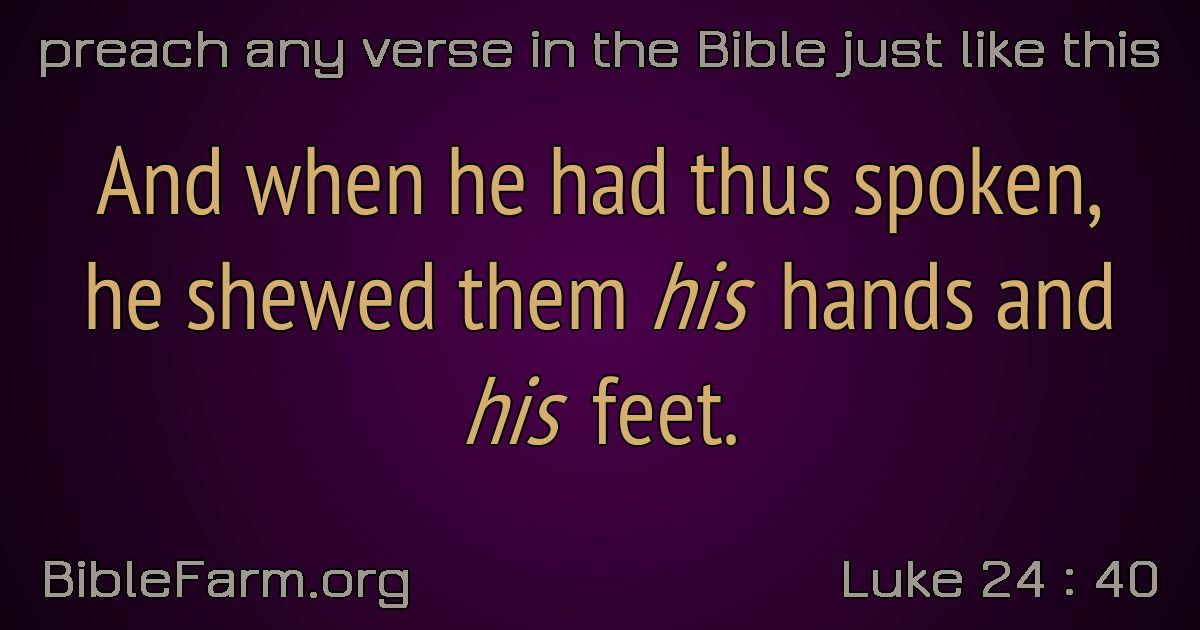 preach any verse in the Bible just like this
And when he had thus spoken,
he shewed them his hands and
his feet.
BibleFarm.org
Luke 24 : 40